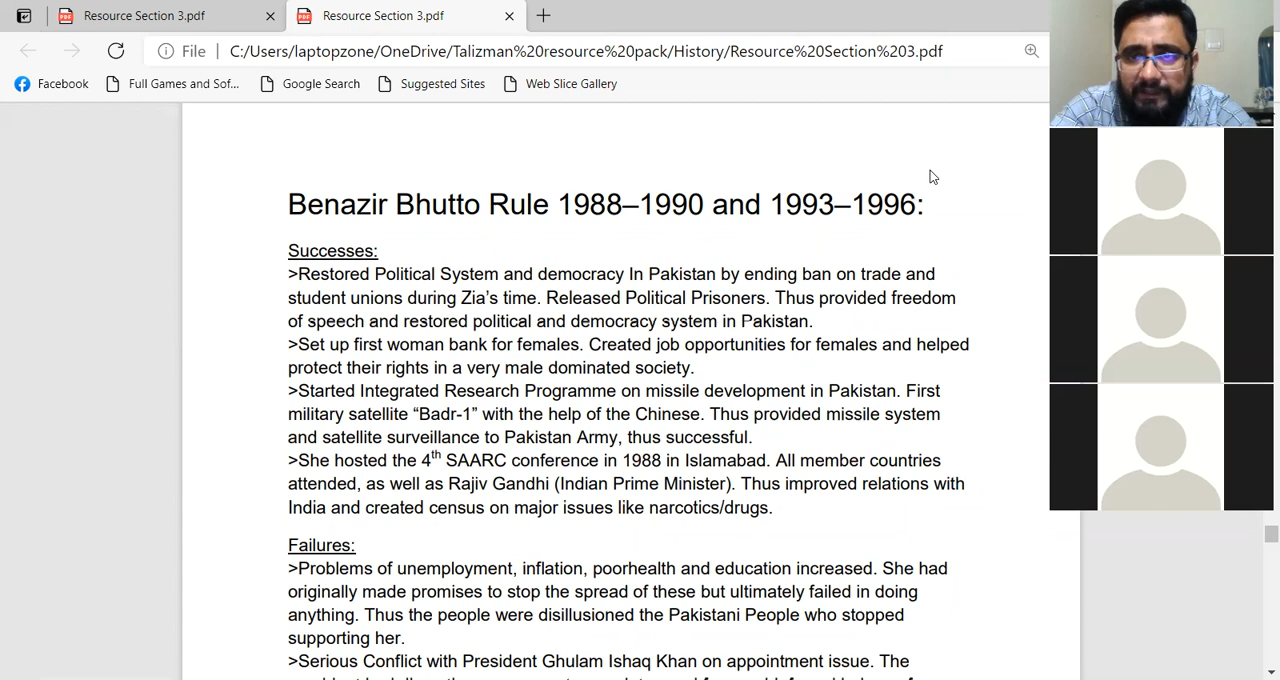 Resource Section 3.pdf
Resource Section 3.pdf
File
C:/Users/laptopzone/OneDrive/Talizman%20resource%20pack/History/Resource%20Section%203.pdf
Facebook
Full Games and Sof...
Google Search
Suggested Sites
Web Slice Gallery
Benazir Bhutto Rule 1988–1990 and 1993–1996:
Successes:
>Restored Political System and democracy In Pakistan by ending ban on trade and
student unions during Zia's time. Released Political Prisoners. Thus provided freedom
of speech and restored political and democracy system in Pakistan.
>Set up first woman bank for females. Created job opportunities for females and helped
protect their rights in a very male dominated society.
>Started Integrated Research Programme on missile development in Pakistan. First
military satellite “Badr-1” with the help of the Chinese. Thus provided missile system
and satellite surveillance to Pakistan Army, thus successful.
>She hosted the 4th SAARC conference in 1988 in Islamabad. All member countries
attended, as well as Rajiv Gandhi (Indian Prime Minister). Thus improved relations with
India and created census on major issues like narcotics/drugs.
Failures:
>Problems of unemployment, inflation, poorhealth and education increased. She had
originally made promises to stop the spread of these but ultimately failed in doing
anything. Thus the people were disillusioned the Pakistani People who stopped
supporting her.
>Serious Conflict with President Ghulam Ishaq Khan on appointment issue. The